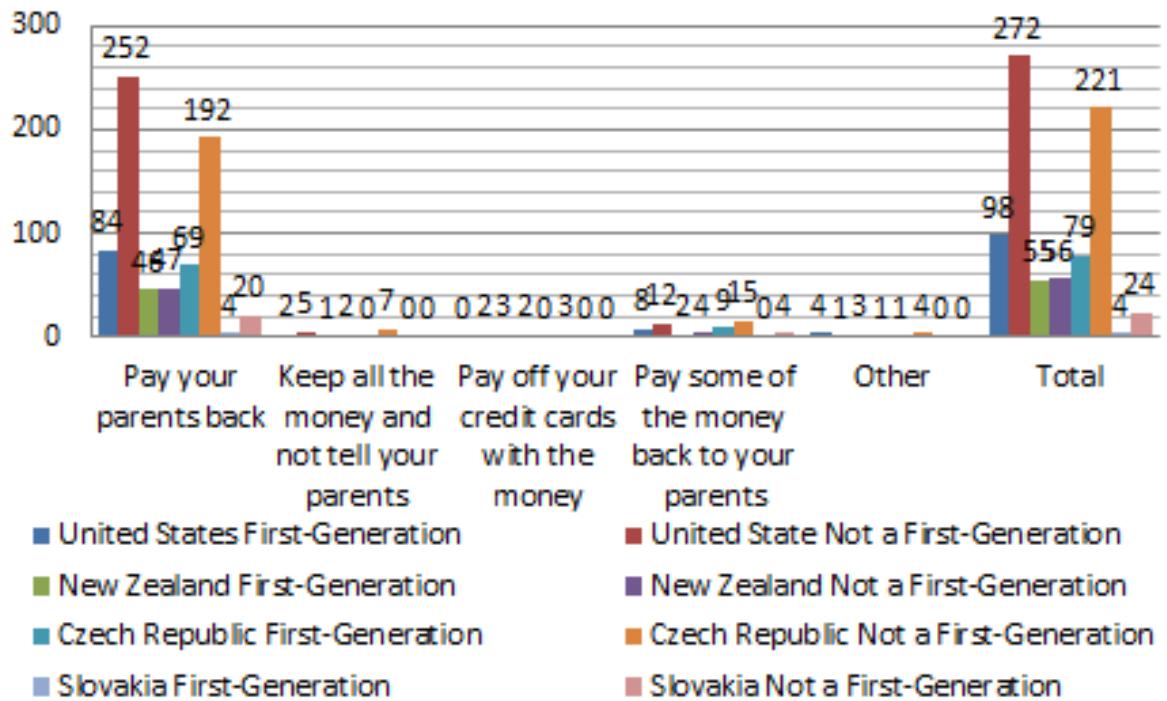 300
200
100
0
84
252
46
47
69
192
4
20
2 5 1 2 0 7 0 0
0 2 3 2 0 3 0 0
8 12 2 4 9 15 0 4
4 1 3 1 1 4 0 0
98
272
55
56
79
221
4
24
Pay your
parents back
Keep all the
money and
not tell your
parents
Pay off your
credit cards
with the
money
Pay some of
the money
back to your
parents
Other
Total
United States First-Generation
United State Not a First-Generation
New Zealand First-Generation
New Zealand Not a First-Generation
Czech Republic First-Generation
Czech Republic Not a First-Generation
Slovakia First-Generation
Slovakia Not a First-Generation